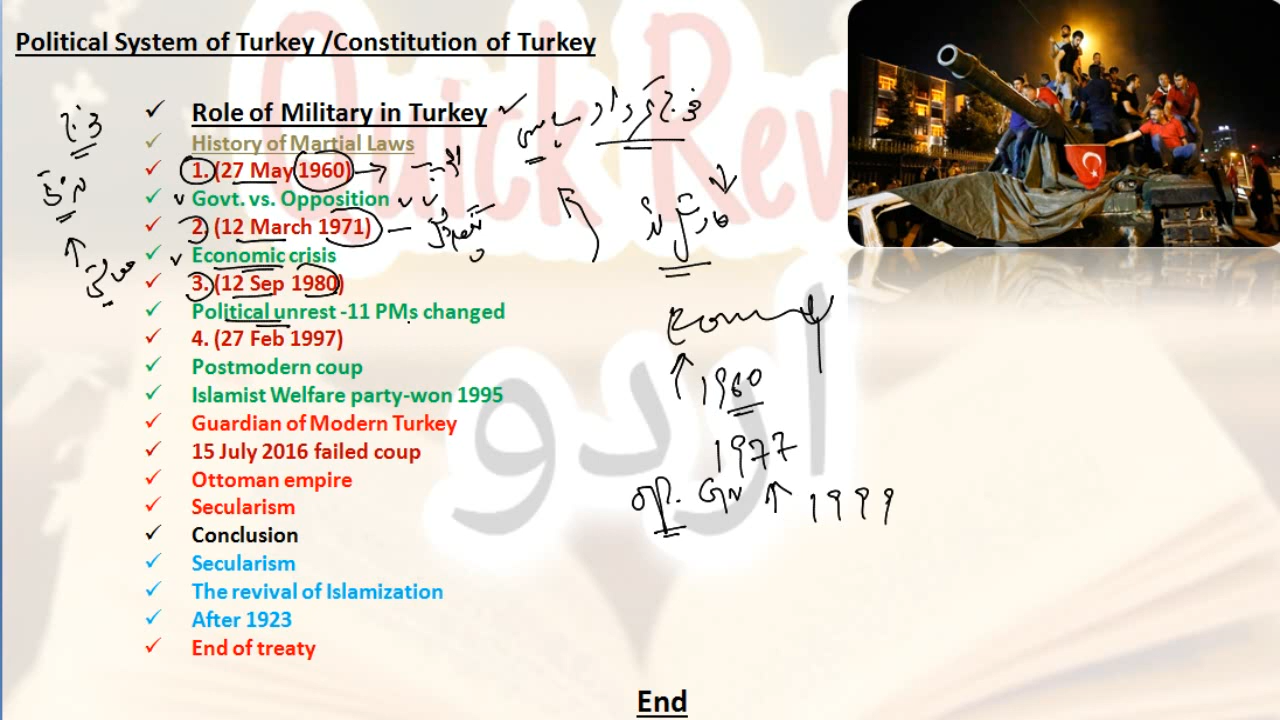 Political System of Turkey /Constitution of Turkey
Role of Military in Turkey
History of Martial Laws
1. (27 May 1960)
Govt. vs. Opposition
2. (12 March 1971)
Economic crisis
3. (12 Sep 1980)
Political unrest -11 PMs changed
4. (27 Feb 1997)
Postmodern coup
Islamist Welfare party-won 1995
Guardian of Modern Turkey
15 July 2016 failed coup
Ottoman empire
Secularism
Conclusion
Secularism
The revival of Islamization
After 1923
End of treaty
1960
1977
1999
Quick Rev
اردو
End